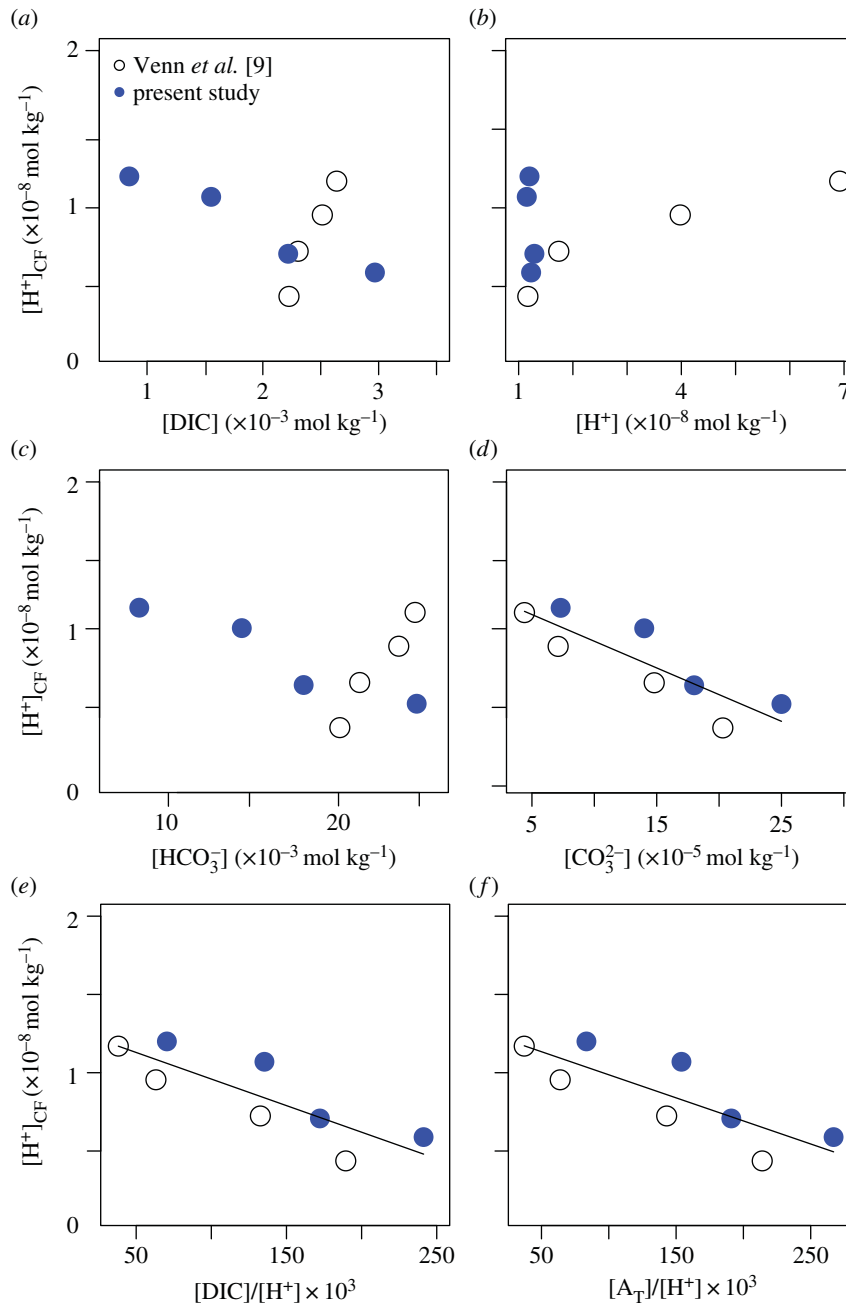 (a)
(b)
2
1
0
[H⁺]CF (×10⁻⁸ mol kg⁻¹)
Venn et al. [9]
present study
1 2 3
[DIC] (×10⁻³ mol kg⁻¹)
1 4 7
[H⁺] (×10⁻⁸ mol kg⁻¹)
(c)
(d)
2
1
0
[H⁺]CF (×10⁻⁸ mol kg⁻¹)
10 20
[HCO₃⁻] (×10⁻³ mol kg⁻¹)
5 15 25
[CO₃²⁻] (×10⁻⁵ mol kg⁻¹)
(e)
(f)
2
1
0
[H⁺]CF (×10⁻⁸ mol kg⁻¹)
50 150 250
[DIC]/[H⁺] × 10³
50 150 250
[A_T]/[H⁺] × 10³